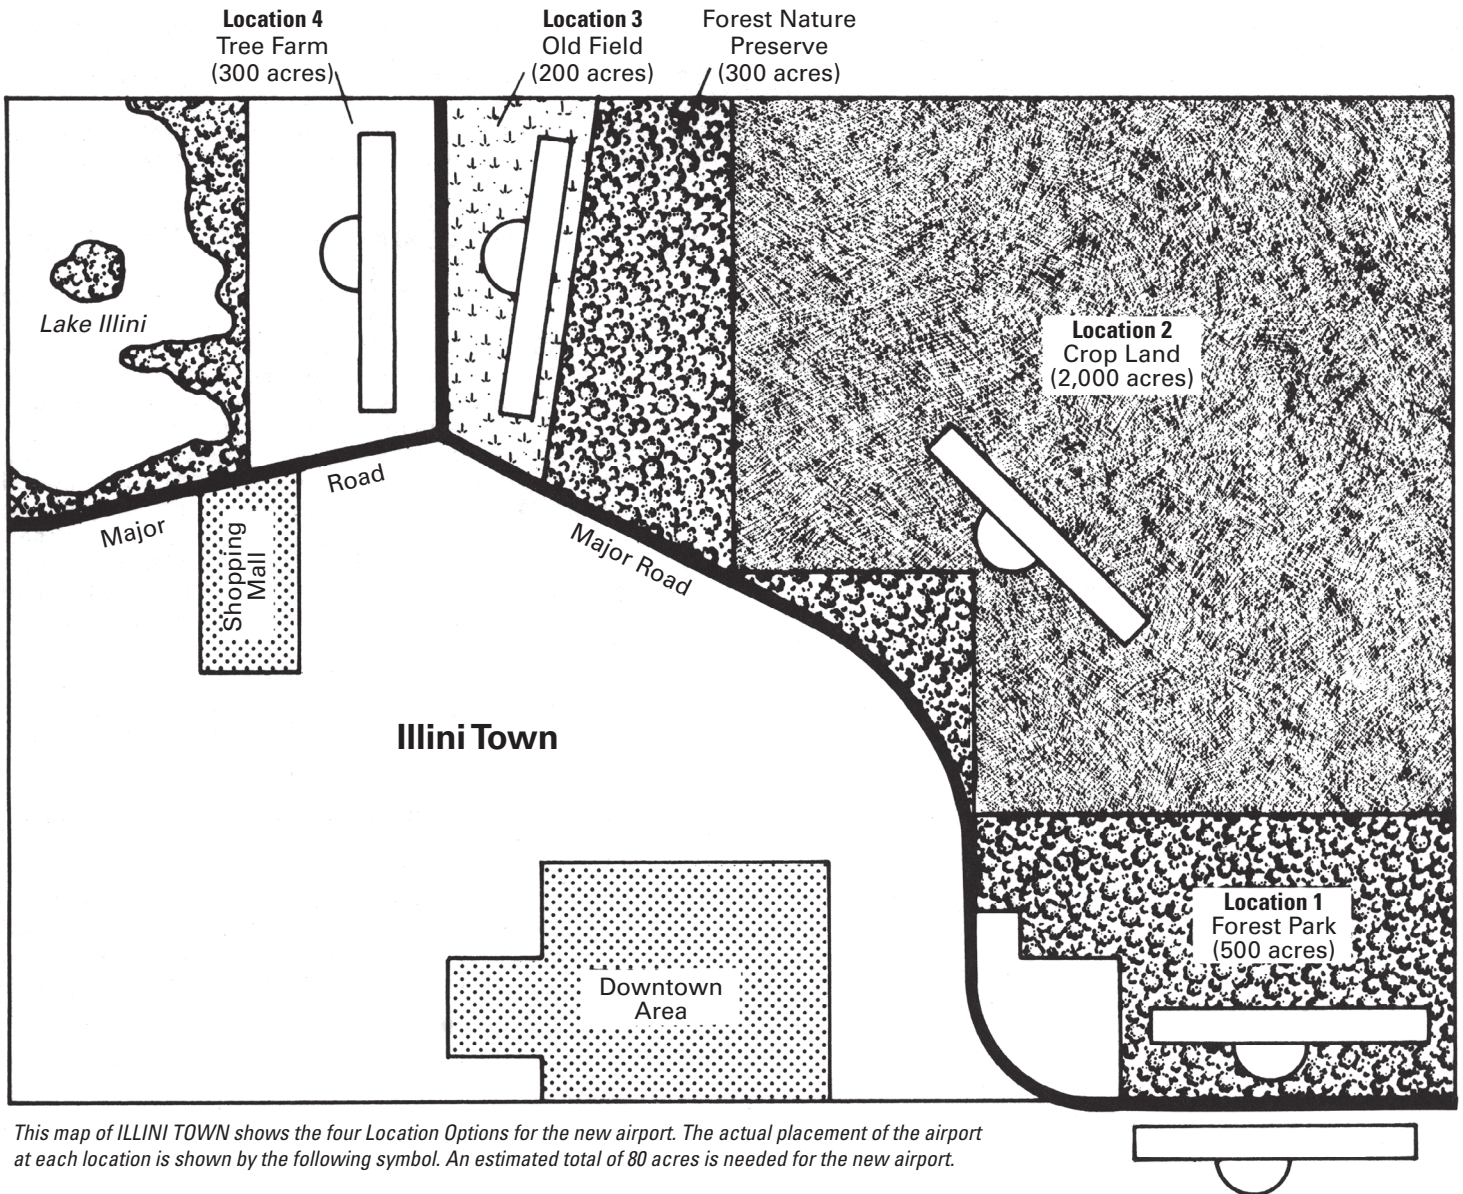 Location 4
Tree Farm
(300 acres)
Location 3
Old Field
(200 acres)
Forest Nature
Preserve
(300 acres)
Lake Illini
Location 2
Crop Land
(2,000 acres)
Major
Road
Shopping
Mall
Major Road
Illini Town
Location 1
Forest Park
(500 acres)
Downtown
Area
This map of ILLINI TOWN shows the four Location Options for the new airport. The actual placement of the airport
at each location is shown by the following symbol. An estimated total of 80 acres is needed for the new airport.